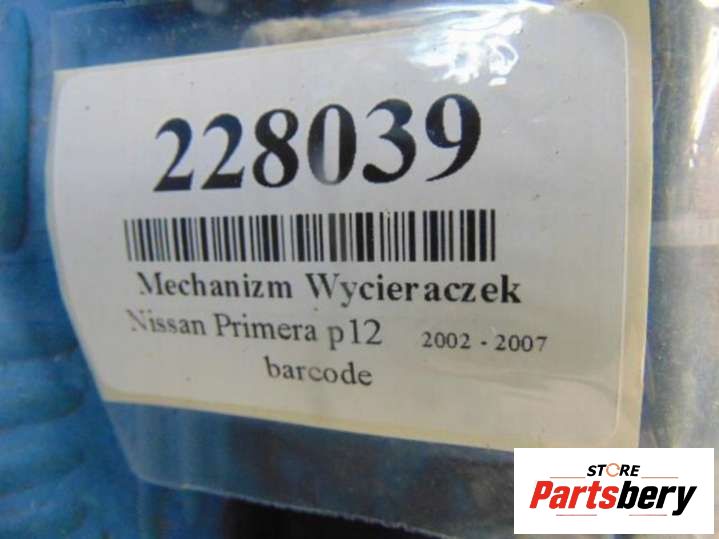 228039
Mechanizm Wycieraczek
Nissan Primera p12 2002 - 2007
barcode
STORE
Partsbery